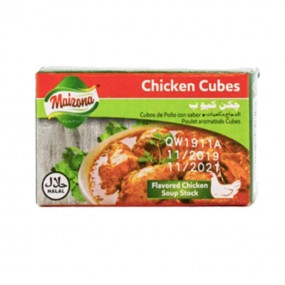 Maizona
Chicken Cubes
چکن کیوب
Cubos de Pollo con sabor
Poulet aromatisés Cubes
QW1911A
11/2019
11/2021
حلال
HALAL
Flavored Chicken
Soup Stock